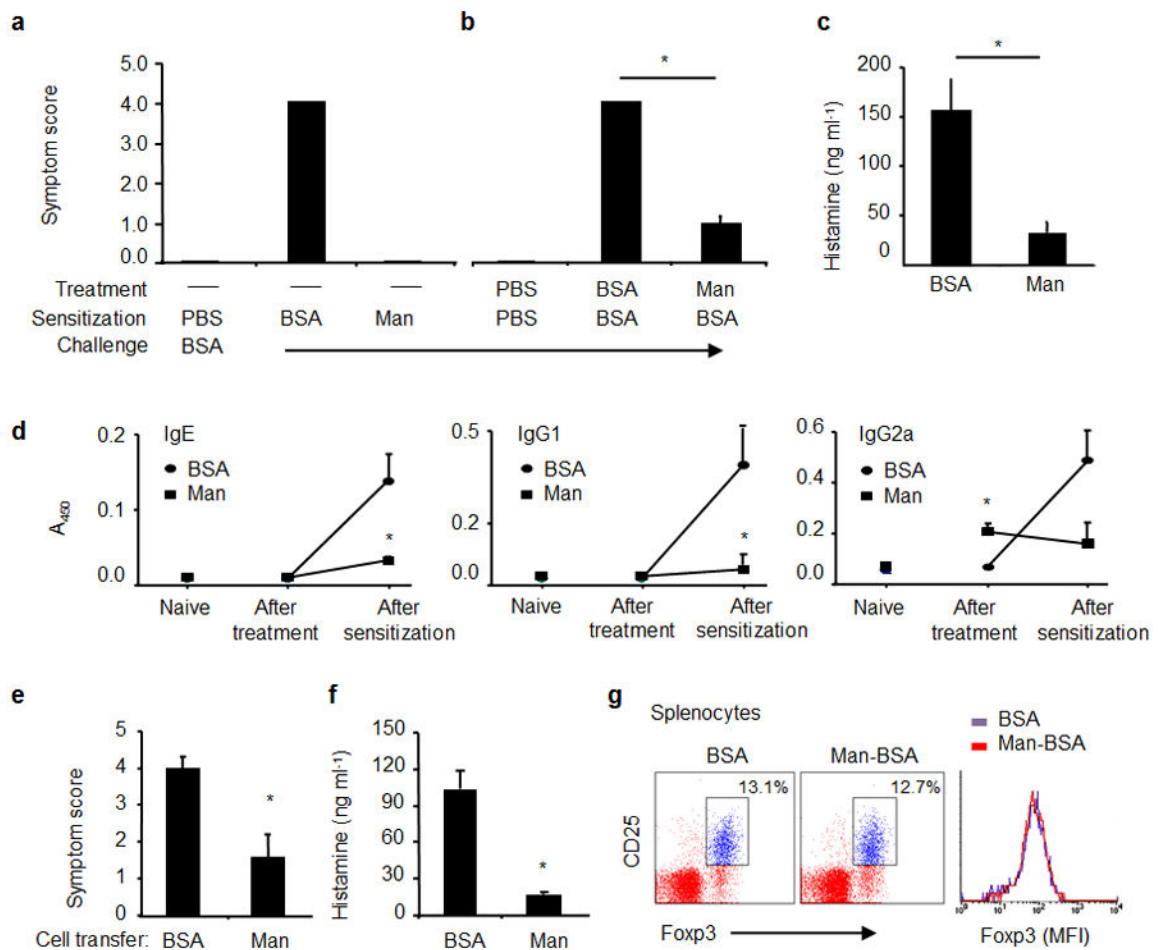 a
b
c
Symptom score
5.0
4.0
3.0
2.0
1.0
0.0
*
Histamine (ng ml-1)
200
150
100
50
0
*
BSA Man
Treatment — — — PBS BSA Man
Sensitization PBS BSA Man PBS BSA BSA
Challenge BSA
d
A450
IgE
BSA
Man
0.2
0.1
0.0
*
Naive After treatment After sensitization
IgG1
BSA
Man
0.5
0.2
0.0
*
Naive After treatment After sensitization
IgG2a
BSA
Man
0.6
0.4
0.2
0.0
*
Naive After treatment After sensitization
e
Symptom score
5
4
3
2
1
0
*
Cell transfer: BSA Man
f
Histamine (ng ml-1)
150
120
90
60
30
0
*
BSA Man
g
Splenocytes
BSA Man-BSA
13.1% 12.7%
CD25
Foxp3
BSA
Man-BSA
10⁰ 10¹ 10² 10³ 10⁴
Foxp3 (MFI)